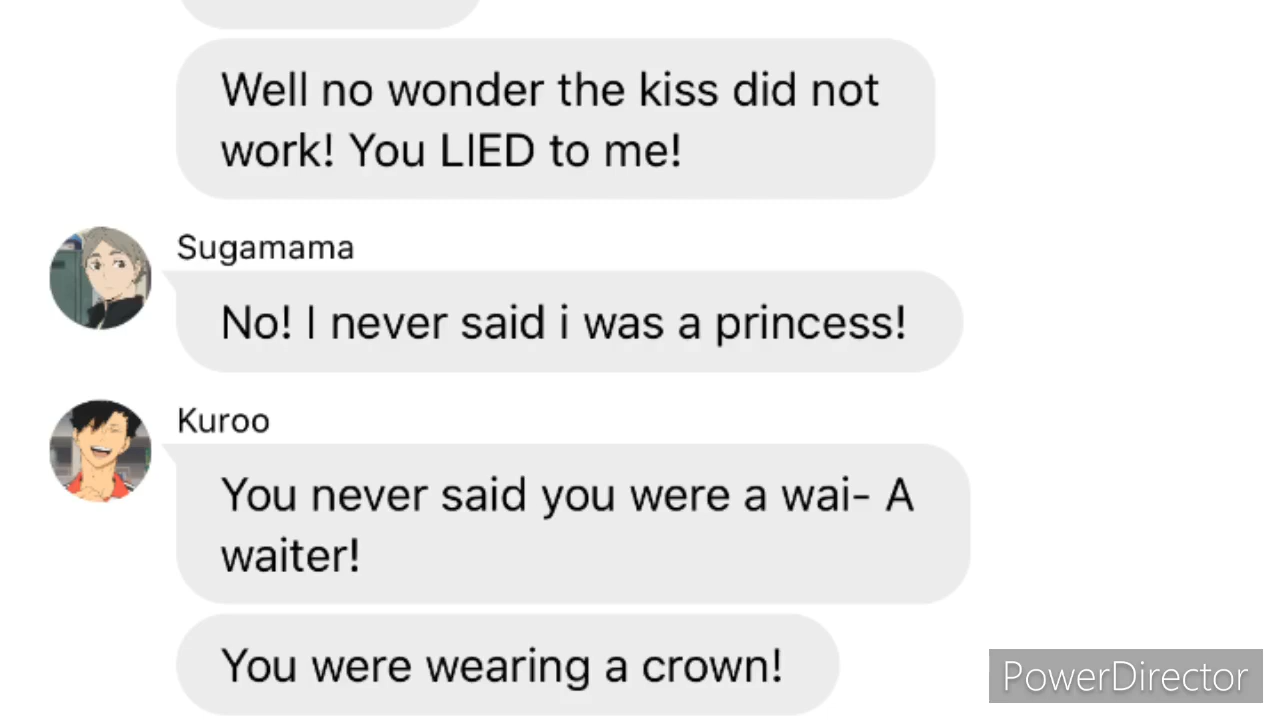 Well no wonder the kiss did not
work! You LIED to me!
Sugamama
No! I never said i was a princess!
Kuroo
You never said you were a wai- A
waiter!
You were wearing a crown!
PowerDirector